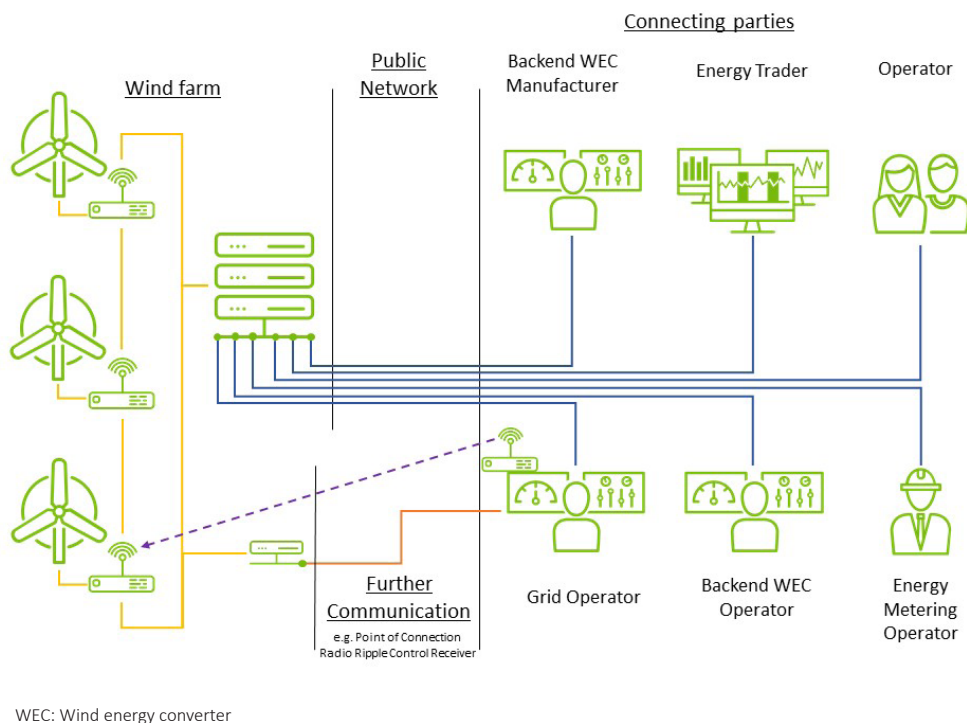 Connecting parties
Wind farm
Public
Network
Backend WEC
Manufacturer
Energy Trader
Operator
Further
Communication
e.g. Point of Connection
Radio Ripple Control Receiver
Grid Operator
Backend WEC
Operator
Energy
Metering
Operator
WEC: Wind energy converter